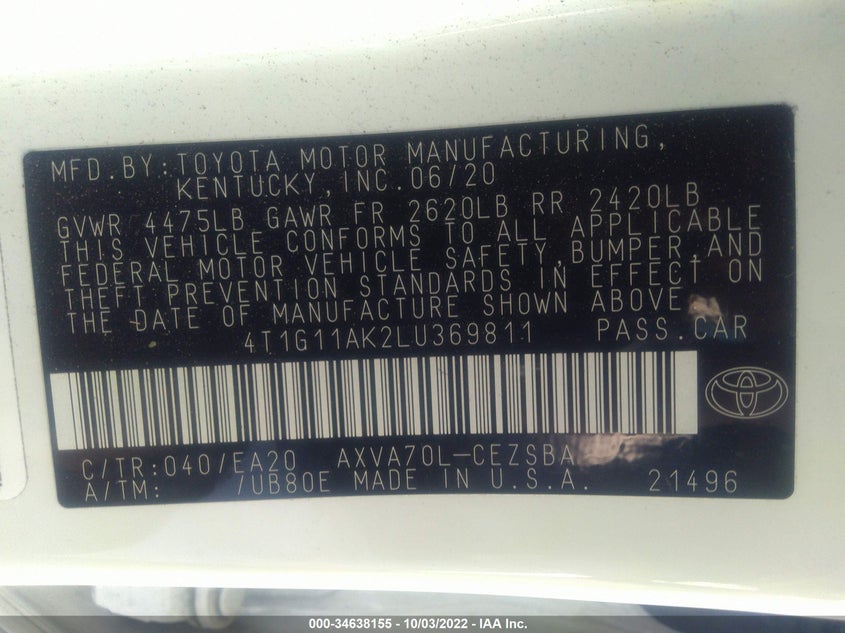 MFD.BY:TOYOTA MOTOR MANUFACTURING,
KENTUCKY,INC.06/20
GVWR 4475LB GAWR FR 2620LB RR 2420LB
THIS VEHICLE CONFORMS TO ALL APPLICABLE
FEDERAL MOTOR VEHICLE SAFETY,BUMPER,AND
THEFT PREVENTION STANDARDS IN EFFECT ON
THE DATE OF MANUFACTURE SHOWN ABOVE.
4T1G11AK2LU369811 PASS.CAR
C/TR:040/EA20 AXVA70L-CEZSBA
A/TM: /UB80E MADE IN U.S.A. 21496
000-34638155 - 10/03/2022 - IAA Inc.